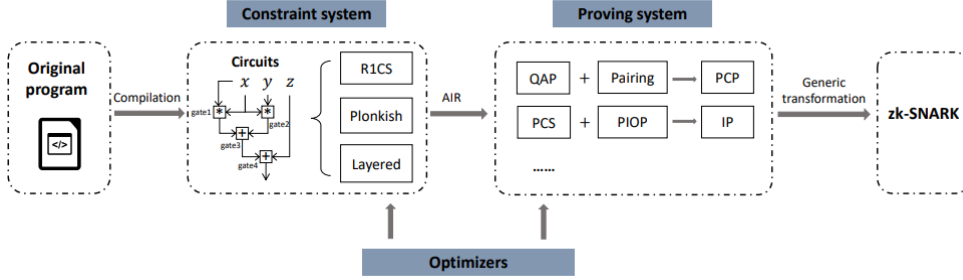 Constraint system
Proving system
Original
program
</>
Compilation
Circuits
x y z
gate1
*
*
gate2
+
gate3
+
gate4
R1CS
Plonkish
Layered
AIR
QAP + Pairing PCP
PCS + PIOP IP
......
Generic
transformation
zk-SNARK
Optimizers